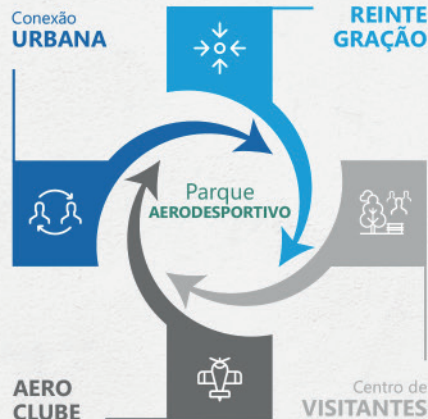 Conexão
URBANA
REINTE
GRAÇÃO
Parque
AERODESPORTIVO
AERO
CLUBE
Centro de
VISITANTES